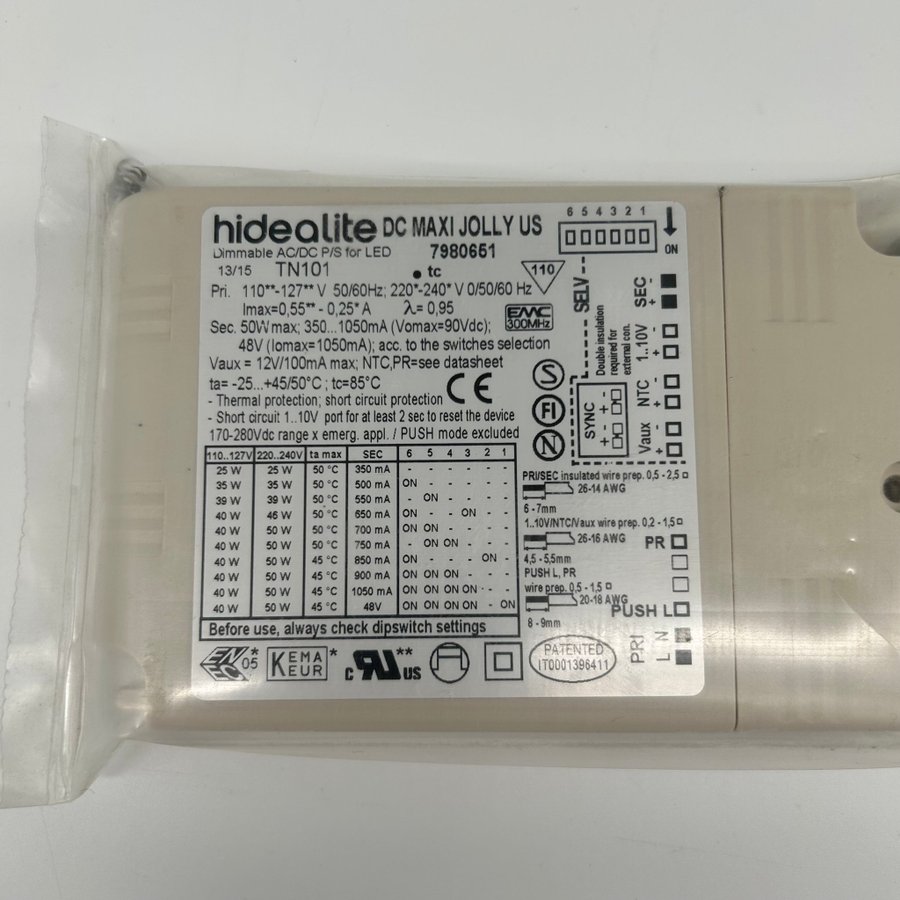 hidealite DC MAXI JOLLY US
Dimmable AC/DC P/S for LED 7980651
13/15 TN101
• tc
110
Pri. 110**-127** V 50/60Hz; 220*-240* V 0/50/60 Hz
Imax=0,55** - 0,25* A λ= 0,95
EMC
300MHz
Sec. 50W max; 350...1050mA (Vomax=90Vdc);
48V (Iomax=1050mA); acc. to the switches selection
Vaux = 12V/100mA max; NTC,PR=see datasheet
ta= -25...+45/50°C ; tc=85°C
CE
- Thermal protection; short circuit protection
- Short circuit 1..10V port for at least 2 sec to reset the device
170-280Vdc range x emerg. appl. / PUSH mode excluded
S
FI
N
110..127V 220..240V ta max SEC 6 5 4 3 2 1
25 W 25 W 50 °C 350 mA - - - - - -
35 W 35 W 50 °C 500 mA ON - - - - -
39 W 39 W 50 °C 550 mA - ON - - - -
40 W 46 W 50 °C 650 mA ON - - ON - -
40 W 50 W 50 °C 700 mA ON ON - - - -
40 W 50 W 50 °C 750 mA - ON ON - - -
40 W 50 W 45 °C 850 mA ON - - - ON -
40 W 50 W 45 °C 900 mA ON ON ON - - -
40 W 50 W 45 °C 1050 mA ON ON ON ON - -
40 W 50 W 45 °C 48V ON ON ON ON - ON
Before use, always check dipswitch settings
ENEC *
05
KEMA *
KEUR
c RU US **
PATENTED
IT0001396411
6 5 4 3 2 1
ON
SELV
Double insulation
required for
external con.
SYNC
+ -
+ -
SEC
+ -
1..10V
+ -
NTC
+ -
Vaux
+ -
PRI/SEC insulated wire prep. 0,5 - 2,5
26-14 AWG
6 - 7mm
1..10V/NTC/Vaux wire prep. 0,2 - 1,5
26-16 AWG
4,5 - 5,5mm
PUSH L, PR
wire prep. 0,5 - 1,5
20-18 AWG
8 - 9mm
PR
PUSH L
PRI
L N